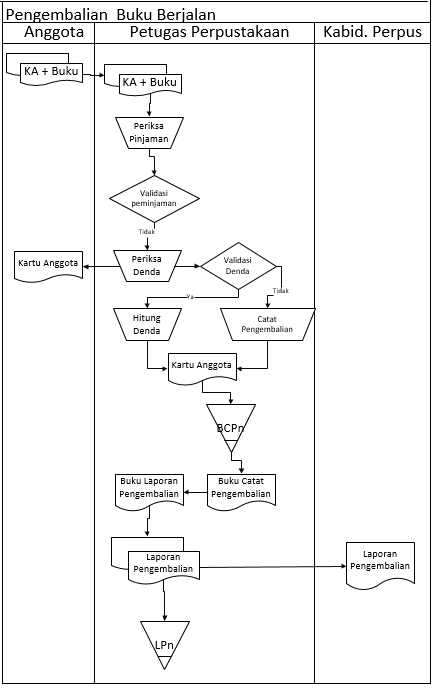 Pengembalian Buku Berjalan
Anggota
Petugas Perpustakaan
Kabid. Perpus
KA + Buku
KA + Buku
Periksa
Pinjaman
Validasi
peminjaman
Tidak
Kartu Anggota
Periksa
Denda
Validasi
Denda
Ya
Tidak
Hitung
Denda
Catat
Pengembalian
Kartu Anggota
BCPn
Buku Laporan
Pengembalian
Buku Catat
Pengembalian
Laporan
Pengembalian
Laporan
Pengembalian
LPn